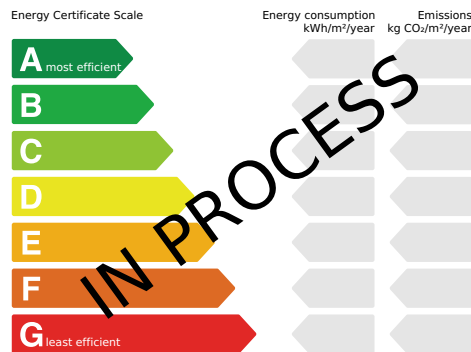 Energy Certificate Scale
Energy consumption
kWh/m²/year
Emissions
kg CO₂/m²/year
A most efficient
B
C
D
E
F
G least efficient
IN PROCESS